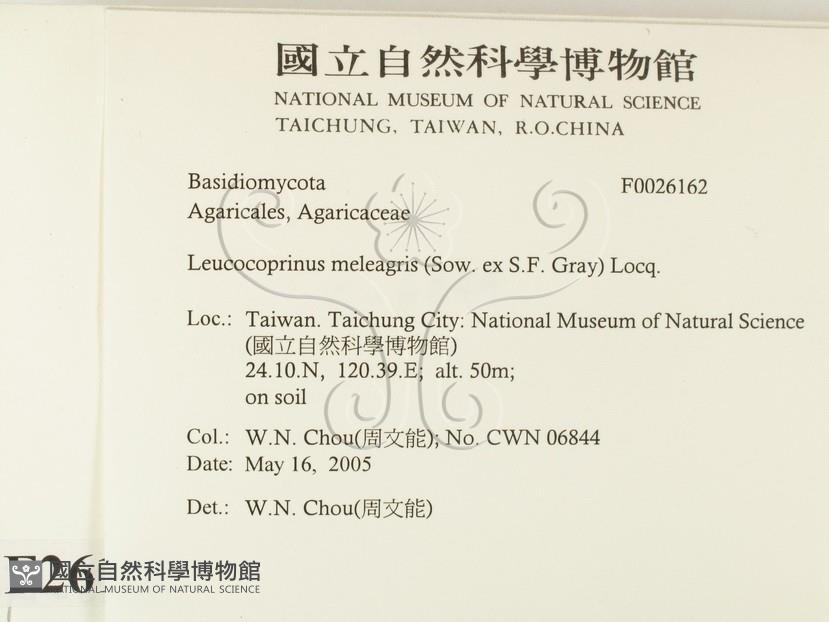 國立自然科學博物館
NATIONAL MUSEUM OF NATURAL SCIENCE
TAICHUNG, TAIWAN, R.O.CHINA
Basidiomycota F0026162
Agaricales, Agaricaceae
Leucocoprinus meleagris (Sow. ex S.F. Gray) Locq.
Loc.: Taiwan. Taichung City: National Museum of Natural Science
(國立自然科學博物館)
24.10.N, 120.39.E; alt. 50m;
on soil
Col.: W.N. Chou(周文能); No. CWN 06844
Date: May 16, 2005
Det.: W.N. Chou(周文能)
國立自然科學博物館
NATIONAL MUSEUM OF NATURAL SCIENCE